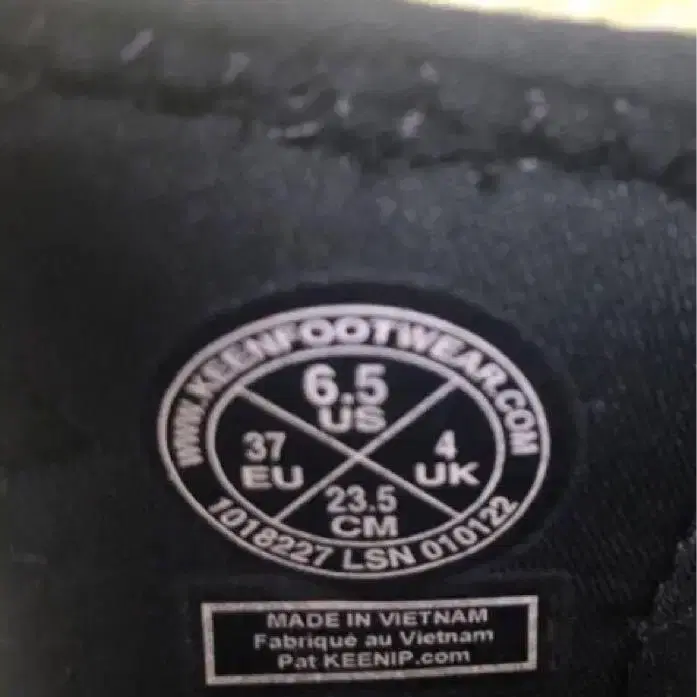 WWW.KEENFOOTWEAR.COM
6.5
US
37
EU
4
UK
23.5
CM
1018227 LSN 010122
MADE IN VIETNAM
Fabriqué au Vietnam
Pat KEENIP.com